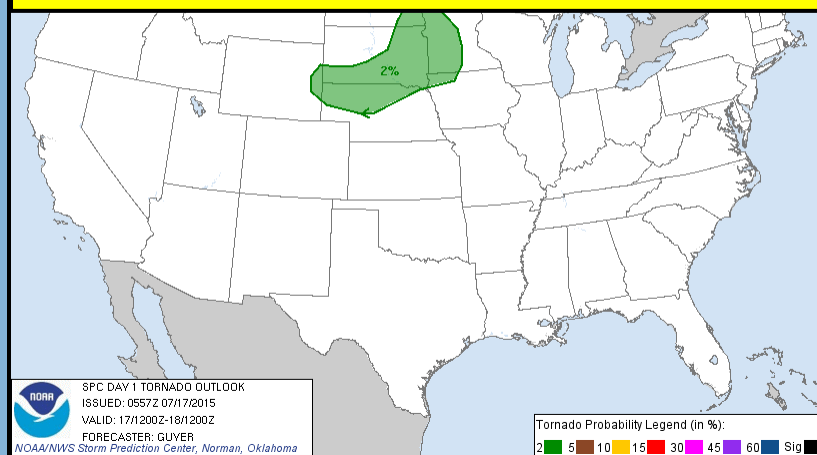 2%
SPC DAY 1 TORNADO OUTLOOK
ISSUED: 0557Z 07/17/2015
VALID: 17/1200Z-18/1200Z
FORECASTER: GUYER
NOAA/NWS Storm Prediction Center, Norman, Oklahoma
NOAA
Tornado Probability Legend (in %):
2 5 10 15 30 45 60 Sig